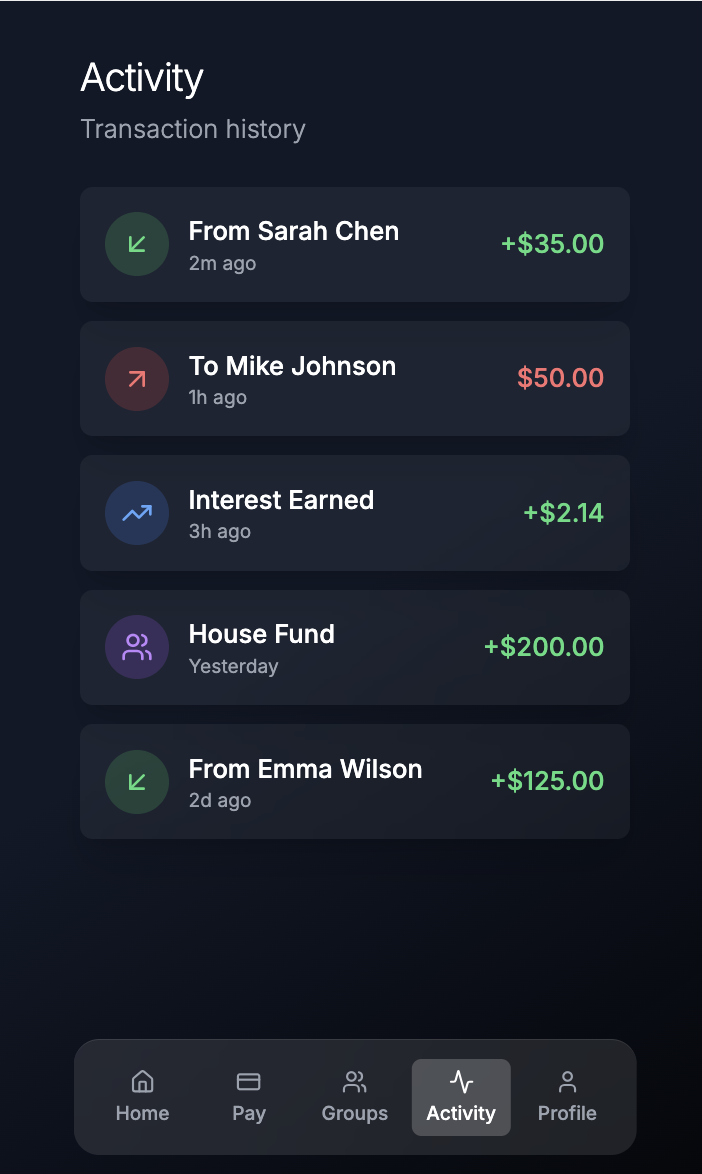 Activity
Transaction history
From Sarah Chen
2m ago
+$35.00
To Mike Johnson
1h ago
$50.00
Interest Earned
3h ago
+$2.14
House Fund
Yesterday
+$200.00
From Emma Wilson
2d ago
+$125.00
Home Pay Groups Activity Profile